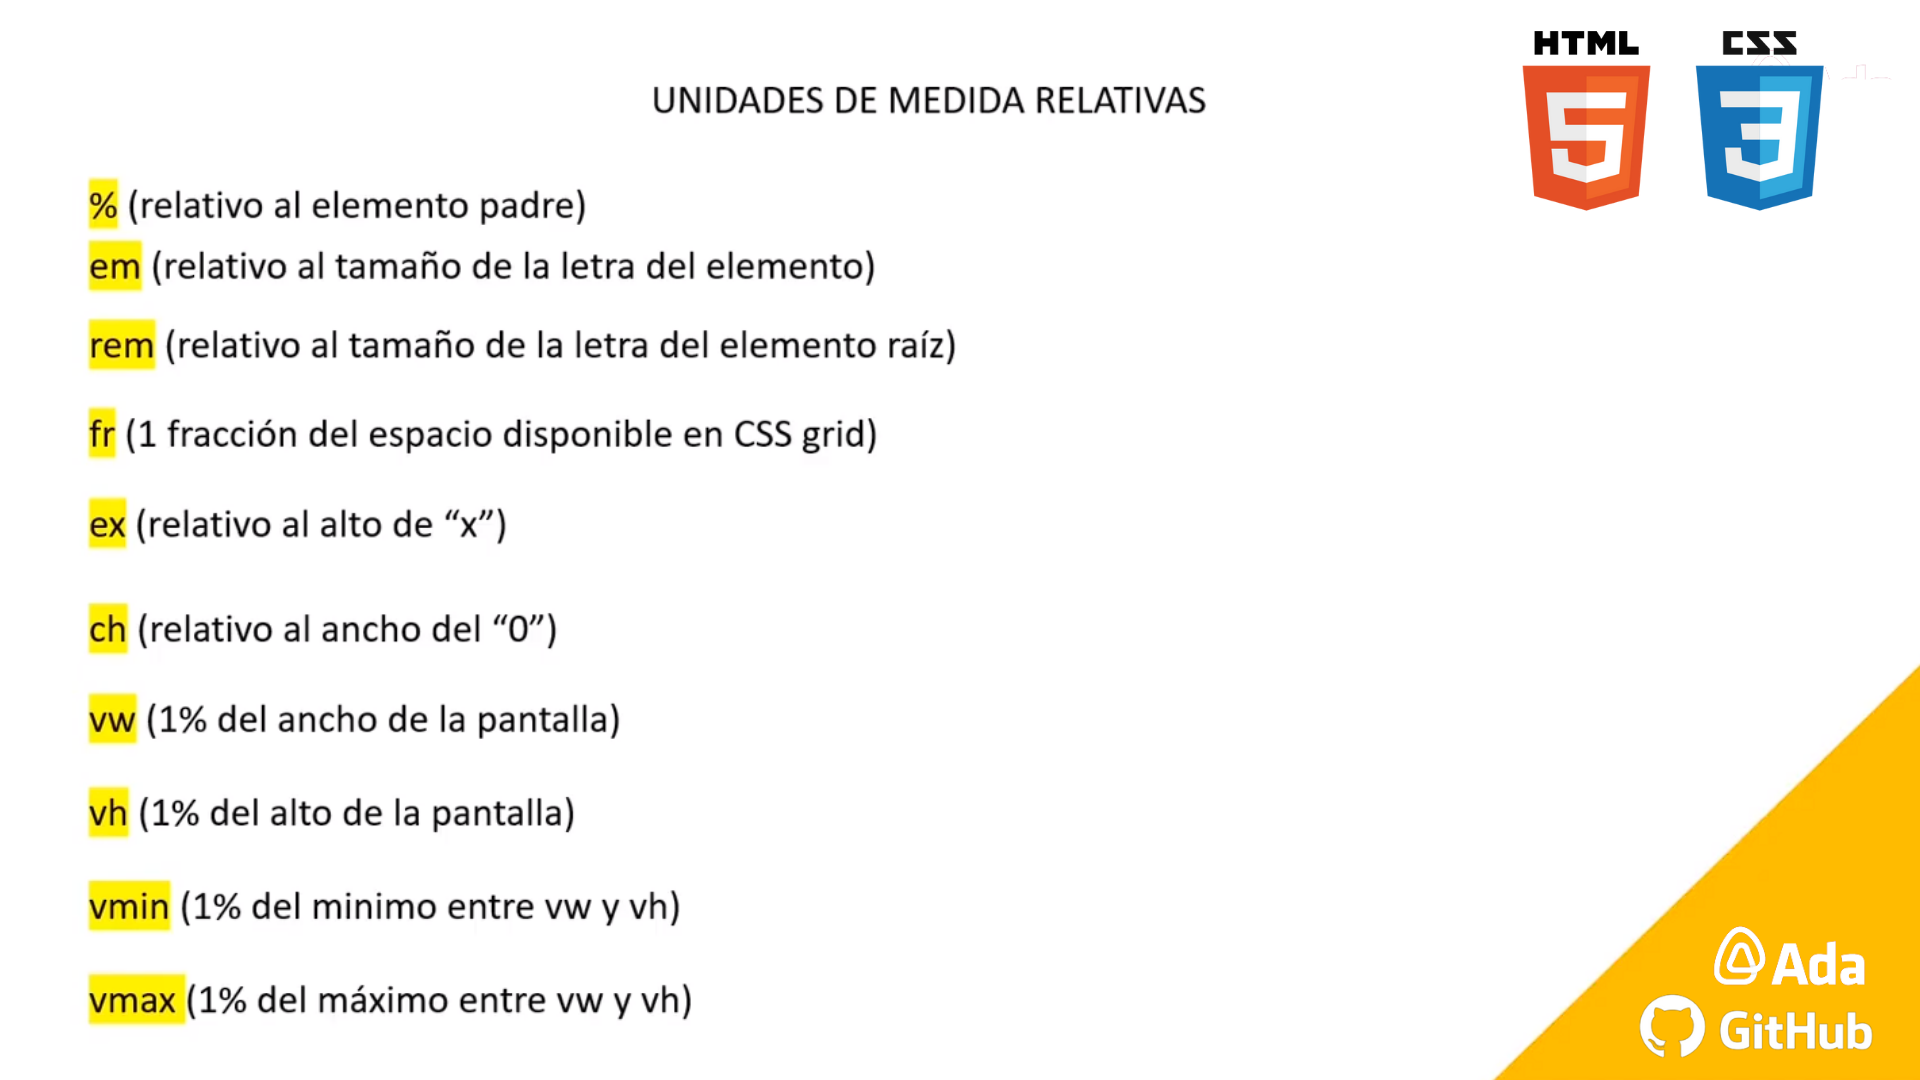 HTML
CSS
UNIDADES DE MEDIDA RELATIVAS
% (relativo al elemento padre)
em (relativo al tamaño de la letra del elemento)
rem (relativo al tamaño de la letra del elemento raíz)
fr (1 fracción del espacio disponible en CSS grid)
ex (relativo al alto de “x”)
ch (relativo al ancho del “0”)
vw (1% del ancho de la pantalla)
vh (1% del alto de la pantalla)
vmin (1% del minimo entre vw y vh)
vmax (1% del máximo entre vw y vh)
Ada
GitHub